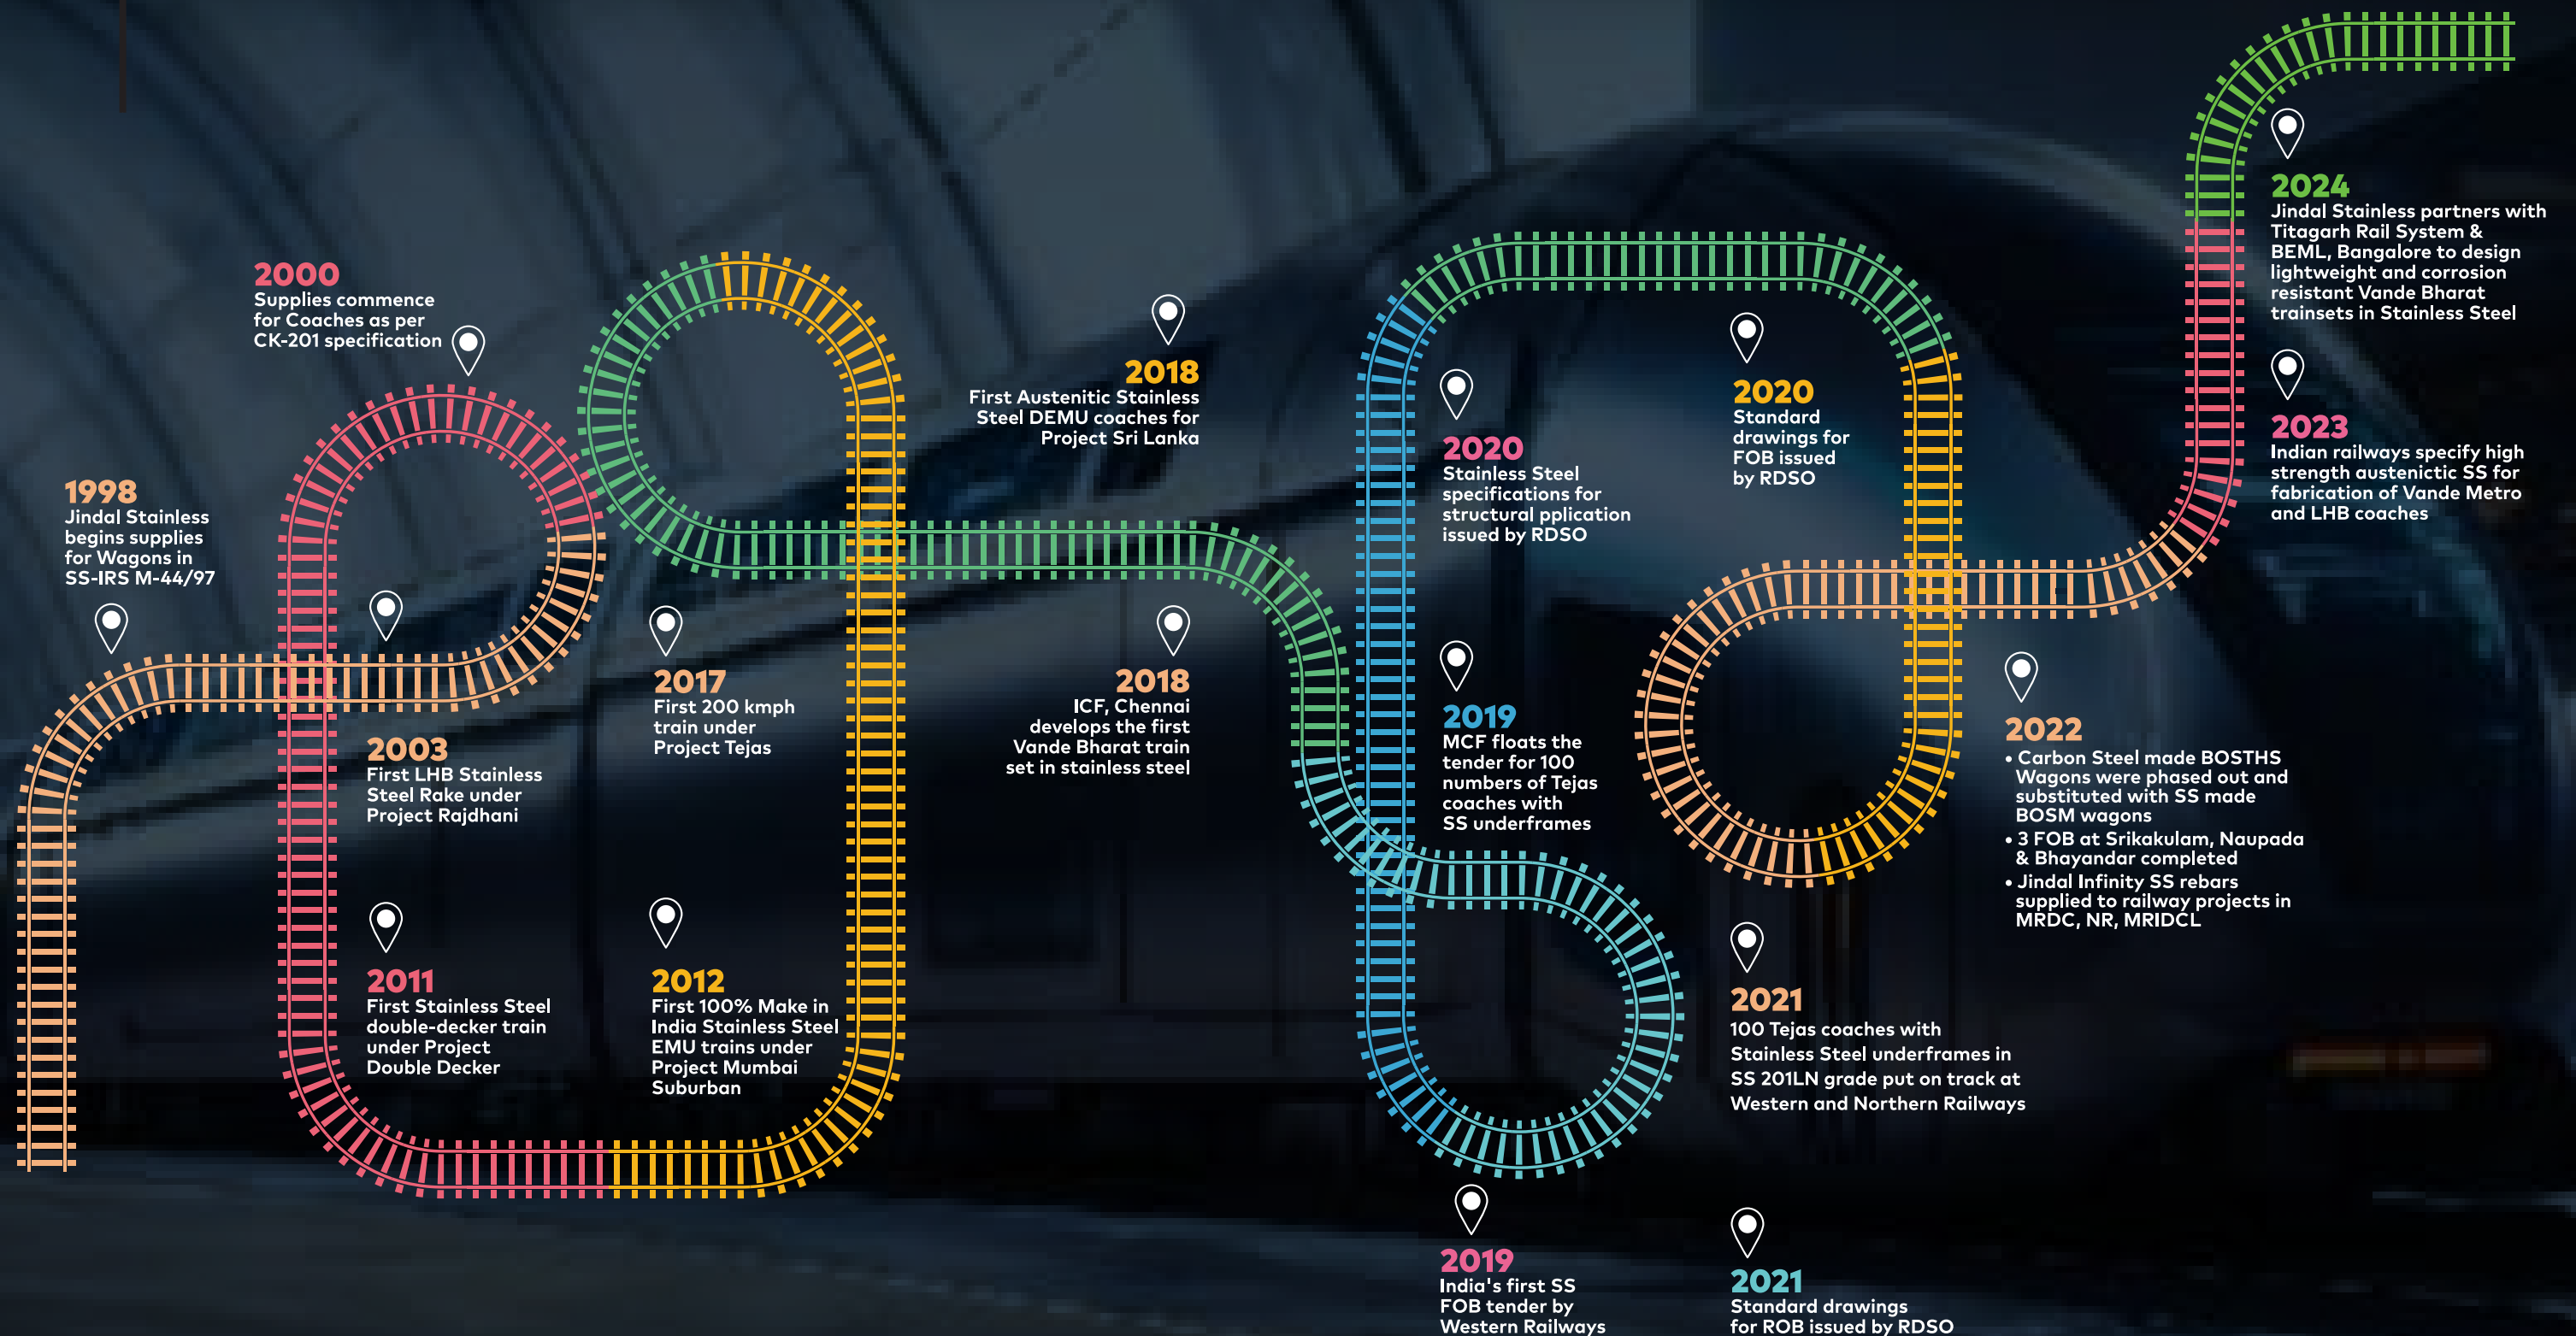 1998
Jindal Stainless
begins supplies
for Wagons in
SS-IRS M-44/97
2000
Supplies commence
for Coaches as per
CK-201 specification
2003
First LHB Stainless
Steel Rake under
Project Rajdhani
2011
First Stainless Steel
double-decker train
under Project
Double Decker
2012
First 100% Make in
India Stainless Steel
EMU trains under
Project Mumbai
Suburban
2017
First 200 kmph
train under
Project Tejas
2018
First Austenitic Stainless
Steel DEMU coaches for
Project Sri Lanka
2018
ICF, Chennai
develops the first
Vande Bharat train
set in stainless steel
2019
MCF floats the
tender for 100
numbers of Tejas
coaches with
SS underframes
2019
India's first SS
FOB tender by
Western Railways
2020
Stainless Steel
specifications for
structural pplication
issued by RDSO
2020
Standard
drawings for
FOB issued
by RDSO
2021
100 Tejas coaches with
Stainless Steel underframes in
SS 201LN grade put on track at
Western and Northern Railways
2021
Standard drawings
for ROB issued by RDSO
2022
• Carbon Steel made BOSTHS
Wagons were phased out and
substituted with SS made
BOSM wagons
• 3 FOB at Srikakulam, Naupada
& Bhayandar completed
• Jindal Infinity SS rebars
supplied to railway projects in
MRDC, NR, MRIDCL
2023
Indian railways specify high
strength austenictic SS for
fabrication of Vande Metro
and LHB coaches
2024
Jindal Stainless partners with
Titagarh Rail System &
BEML, Bangalore to design
lightweight and corrosion
resistant Vande Bharat
trainsets in Stainless Steel